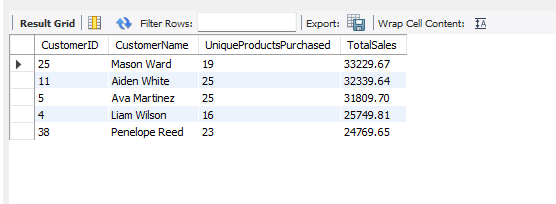 Result Grid Filter Rows: Export: Wrap Cell Content: IA
CustomerID CustomerName UniqueProductsPurchased TotalSales
25 Mason Ward 19 33229.67
11 Aiden White 25 32339.64
5 Ava Martinez 25 31809.70
4 Liam Wilson 16 25749.81
38 Penelope Reed 23 24769.65